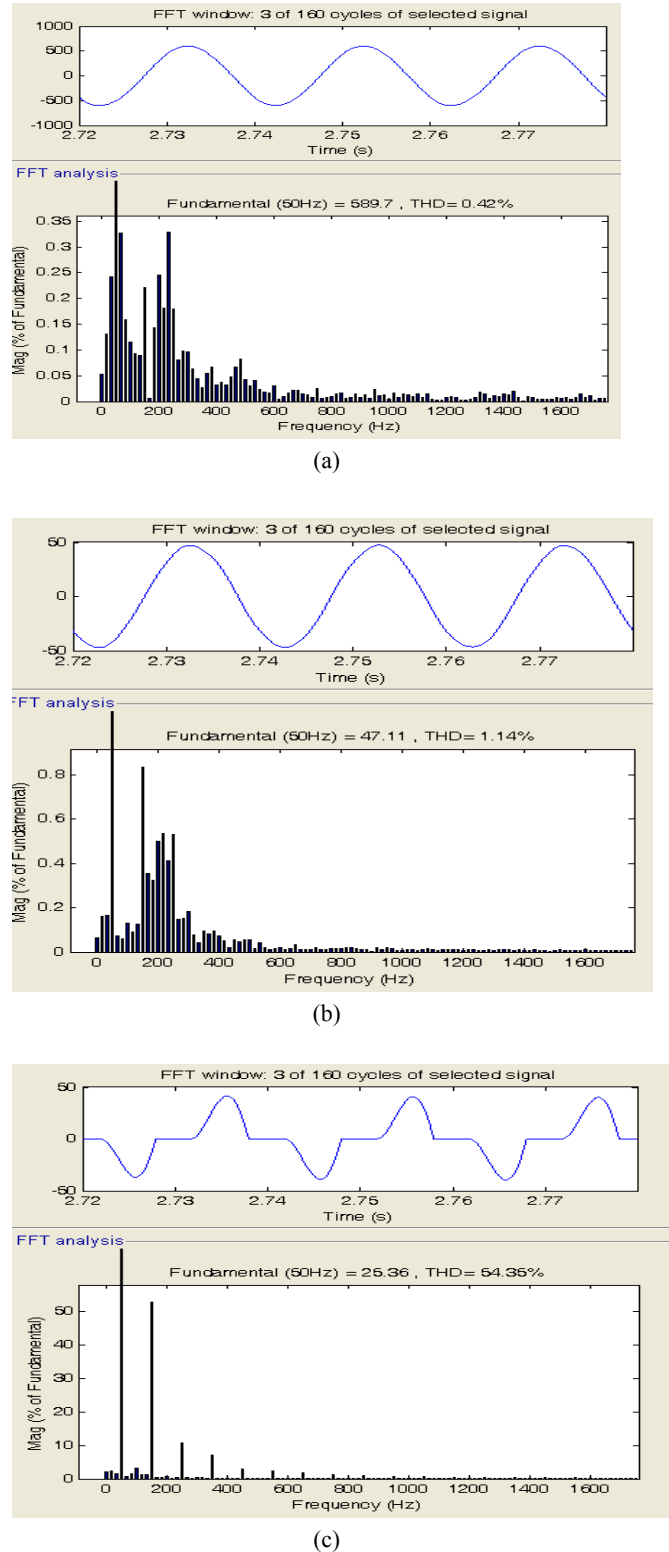 FFT window: 3 of 160 cycles of selected signal
1000
500
0
-500
-1000
2.72 2.73 2.74 2.75 2.76 2.77
Time (s)
FFT analysis
Fundamental (50Hz) = 589.7 , THD= 0.42%
0.35
0.3
0.25
0.2
0.15
0.1
0.05
0
Mag (% of Fundamental)
0 200 400 600 800 1000 1200 1400 1600
Frequency (Hz)
(a)
FFT window: 3 of 160 cycles of selected signal
50
0
-50
2.72 2.73 2.74 2.75 2.76 2.77
Time (s)
FFT analysis
Fundamental (50Hz) = 47.11 , THD= 1.14%
0.8
0.6
0.4
0.2
0
Mag (% of Fundamental)
0 200 400 600 800 1000 1200 1400 1600
Frequency (Hz)
(b)
FFT window: 3 of 160 cycles of selected signal
50
0
-50
2.72 2.73 2.74 2.75 2.76 2.77
Time (s)
FFT analysis
Fundamental (50Hz) = 25.36 , THD= 54.35%
50
40
30
20
10
0
Mag (% of Fundamental)
0 200 400 600 800 1000 1200 1400 1600
Frequency (Hz)
(c)